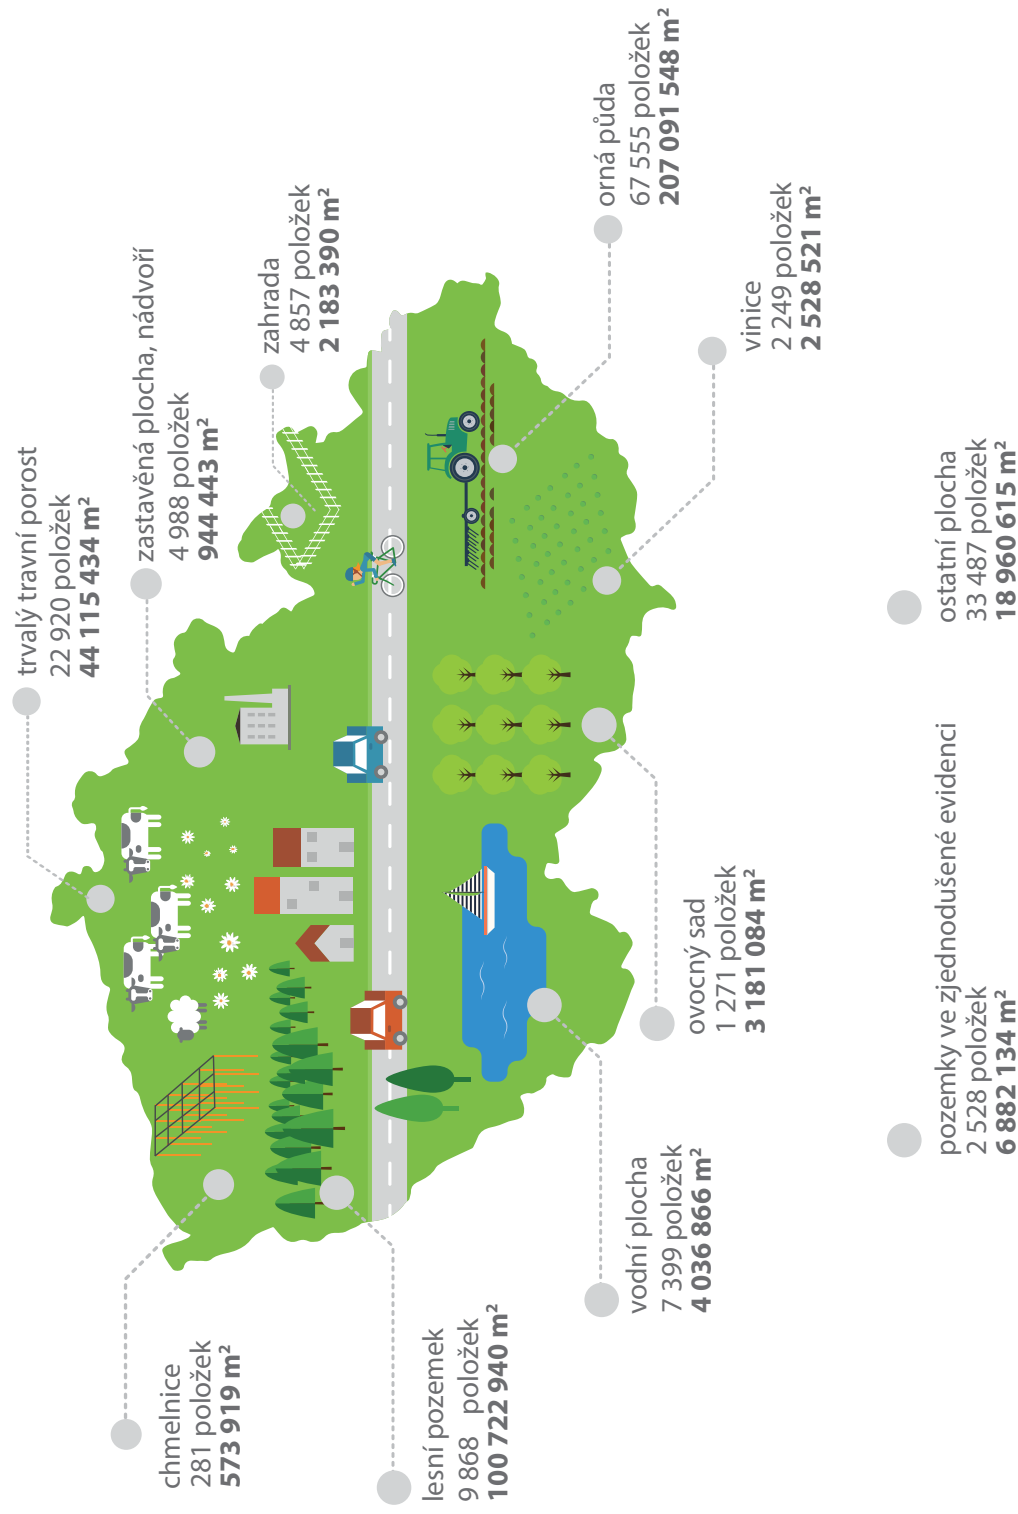 trvalý travní porost
22 920 položek
44 115 434 m²
zastavěná plocha, nádvoří
4 988 položek
944 443 m²
zahrada
4 857 položek
2 183 390 m²
orná půda
67 555 položek
207 091 548 m²
vinice
2 249 položek
2 528 521 m²
chmelnice
281 položek
573 919 m²
lesní pozemek
9 868 položek
100 722 940 m²
vodní plocha
7 399 položek
4 036 866 m²
ovocný sad
1 271 položek
3 181 084 m²
pozemky ve zjednodušené evidenci
2 528 položek
6 882 134 m²
ostatní plocha
33 487 položek
18 960 615 m²